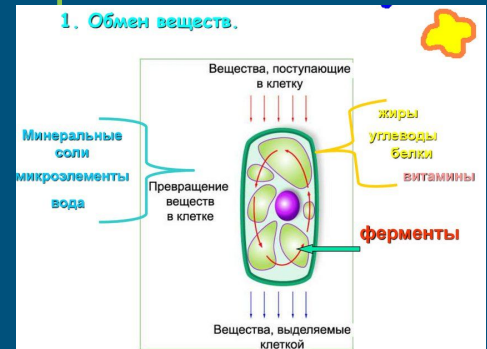 1. Обмен веществ.
Вещества, поступающие
в клетку
Минеральные
соли
микроэлементы
вода
Превращение
веществ
в клетке
жиры
углеводы
белки
витамины
ферменты
Вещества, выделяемые
клеткой